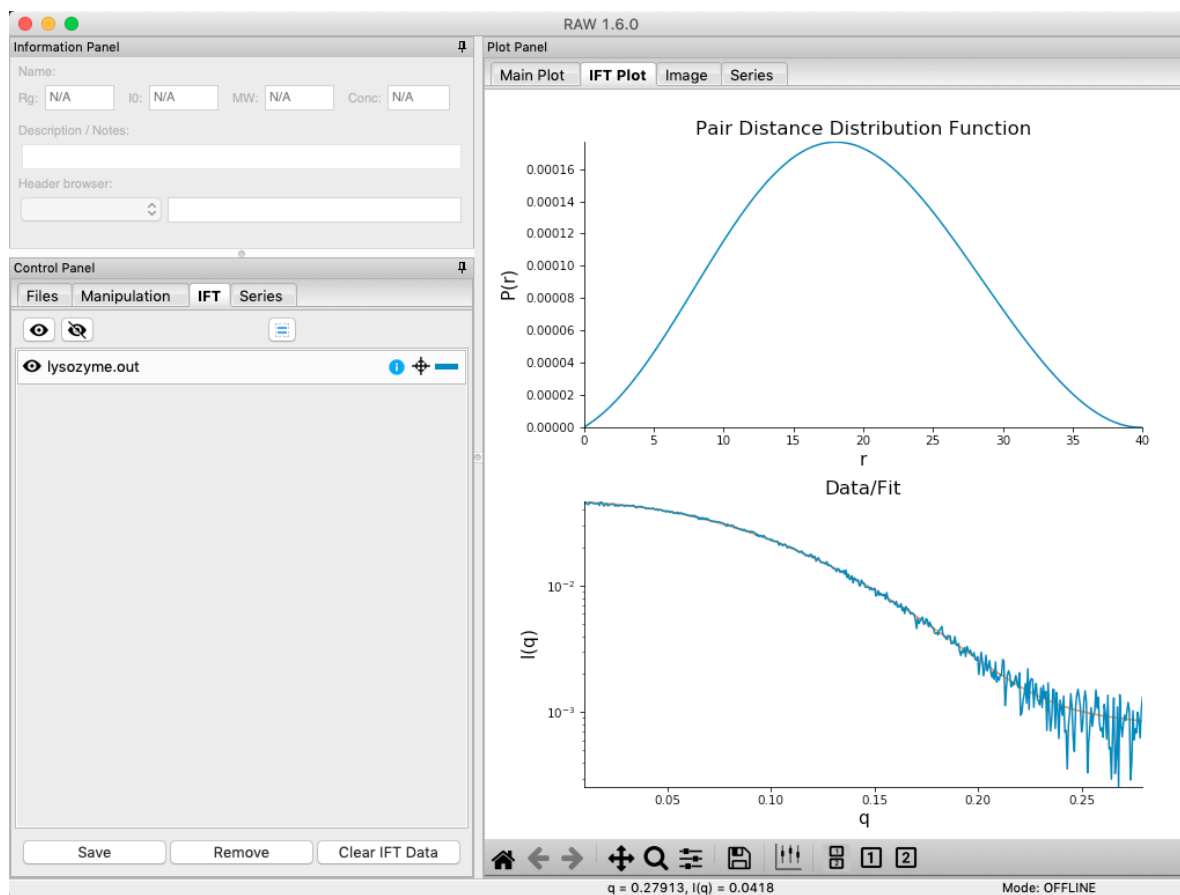 RAW 1.6.0
Information Panel
Name:
Rg: N/A I0: N/A MW: N/A Conc: N/A
Description / Notes:
Header browser:
Control Panel
Files Manipulation IFT Series
lysozyme.out
Save Remove Clear IFT Data
Plot Panel
Main Plot IFT Plot Image Series
Pair Distance Distribution Function
P(r)
0.00016
0.00014
0.00012
0.00010
0.00008
0.00006
0.00004
0.00002
0.00000
0 5 10 15 20 25 30 35 40
r
Data/Fit
I(q)
10⁻²
10⁻³
0.05 0.10 0.15 0.20 0.25
q
1 2 1 2
q = 0.27913, I(q) = 0.0418 Mode: OFFLINE